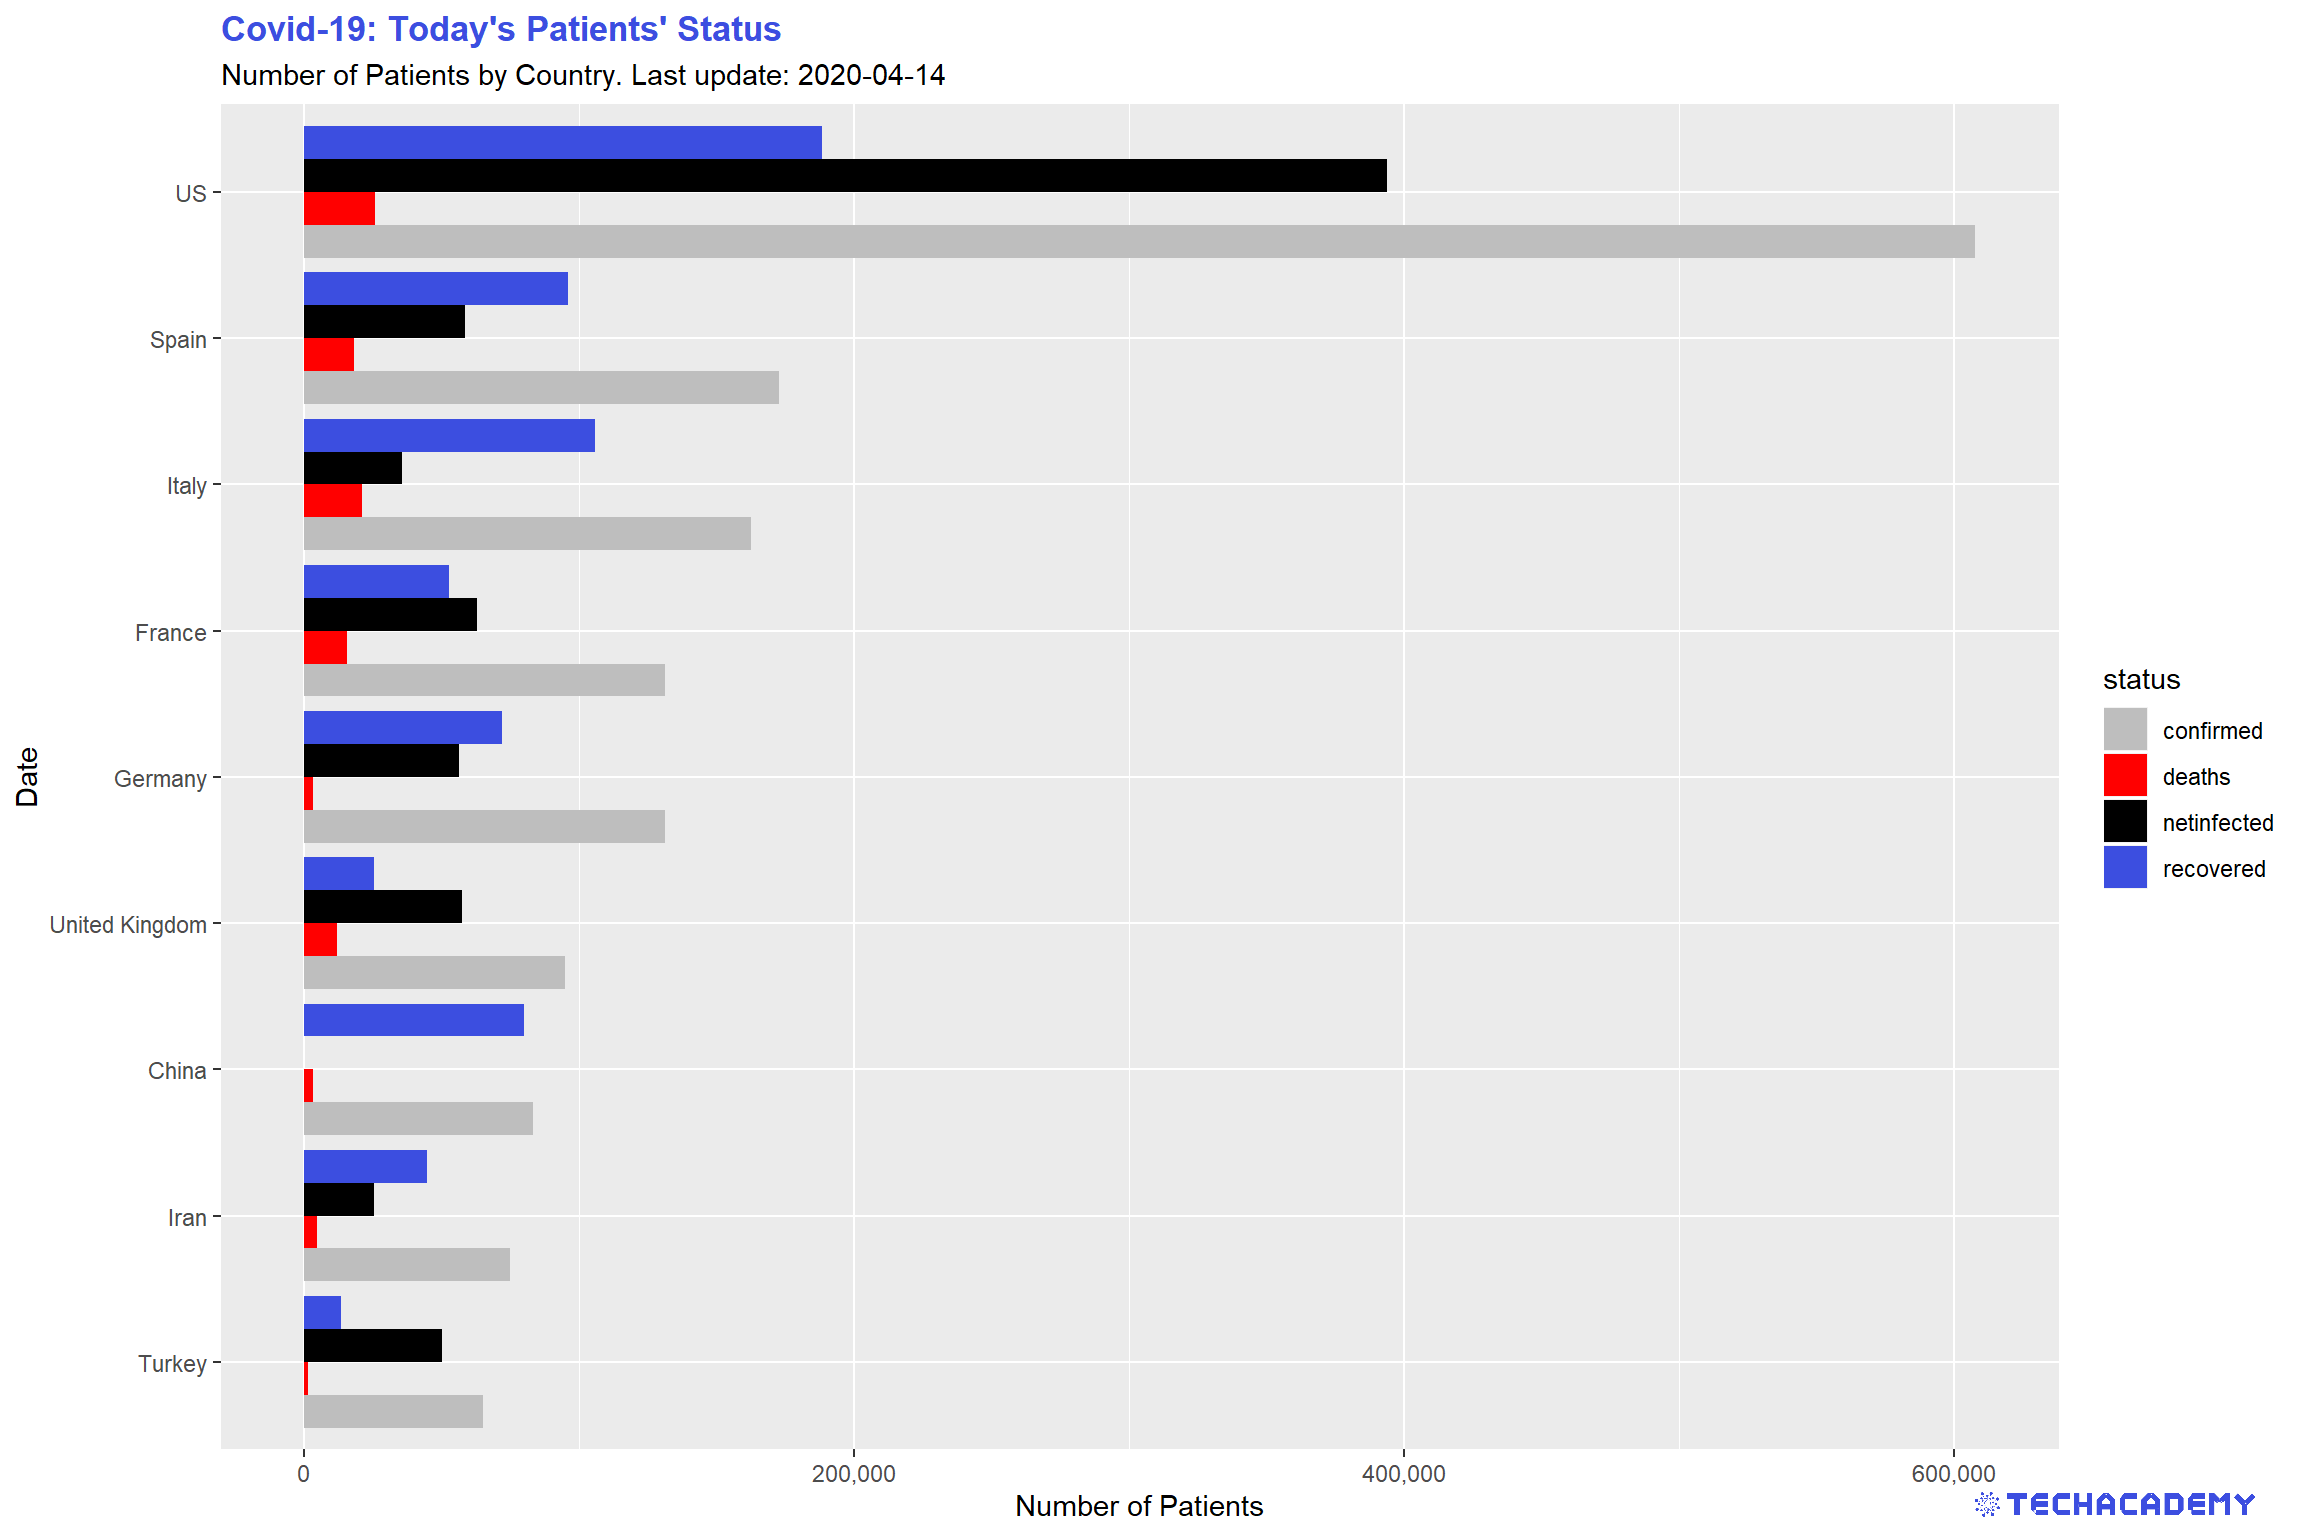 Covid-19: Today's Patients' Status
Number of Patients by Country. Last update: 2020-04-14
Date
US
Spain
Italy
France
Germany
United Kingdom
China
Iran
Turkey
0 200,000 400,000 600,000
Number of Patients
status
confirmed
deaths
netinfected
recovered
TECHACADEMY